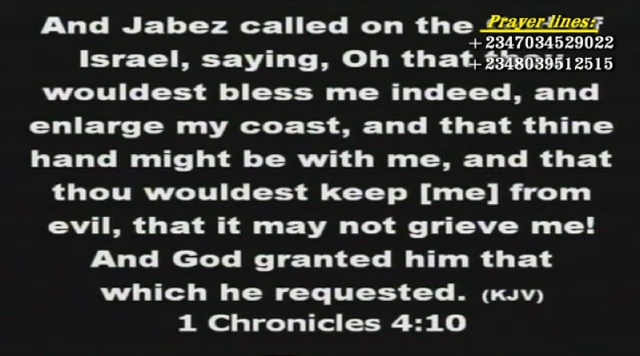 And Jabez called on the
Prayer lines:
+2347034529022
+2348039512515
Israel, saying, Oh that
wouldest bless me indeed, and
enlarge my coast, and that thine
hand might be with me, and that
thou wouldest keep [me] from
evil, that it may not grieve me!
And God granted him that
which he requested. (KJV)
1 Chronicles 4:10